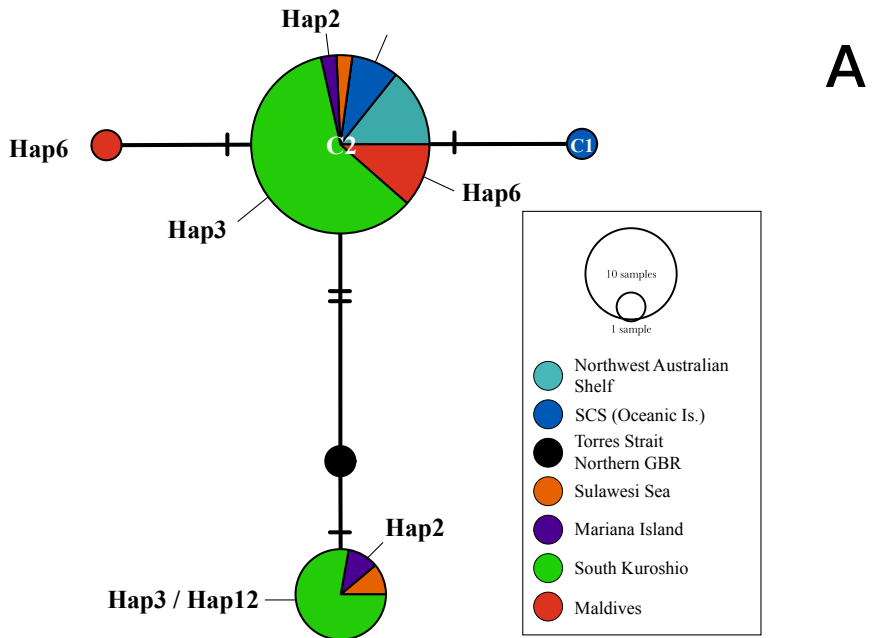 Hap2
A
Hap6
C2
C1
Hap6
Hap3
10 samples
1 sample
Northwest Australian
Shelf
SCS (Oceanic Is.)
Torres Strait
Northern GBR
Sulawesi Sea
Mariana Island
South Kuroshio
Maldives
Hap2
Hap3 / Hap12